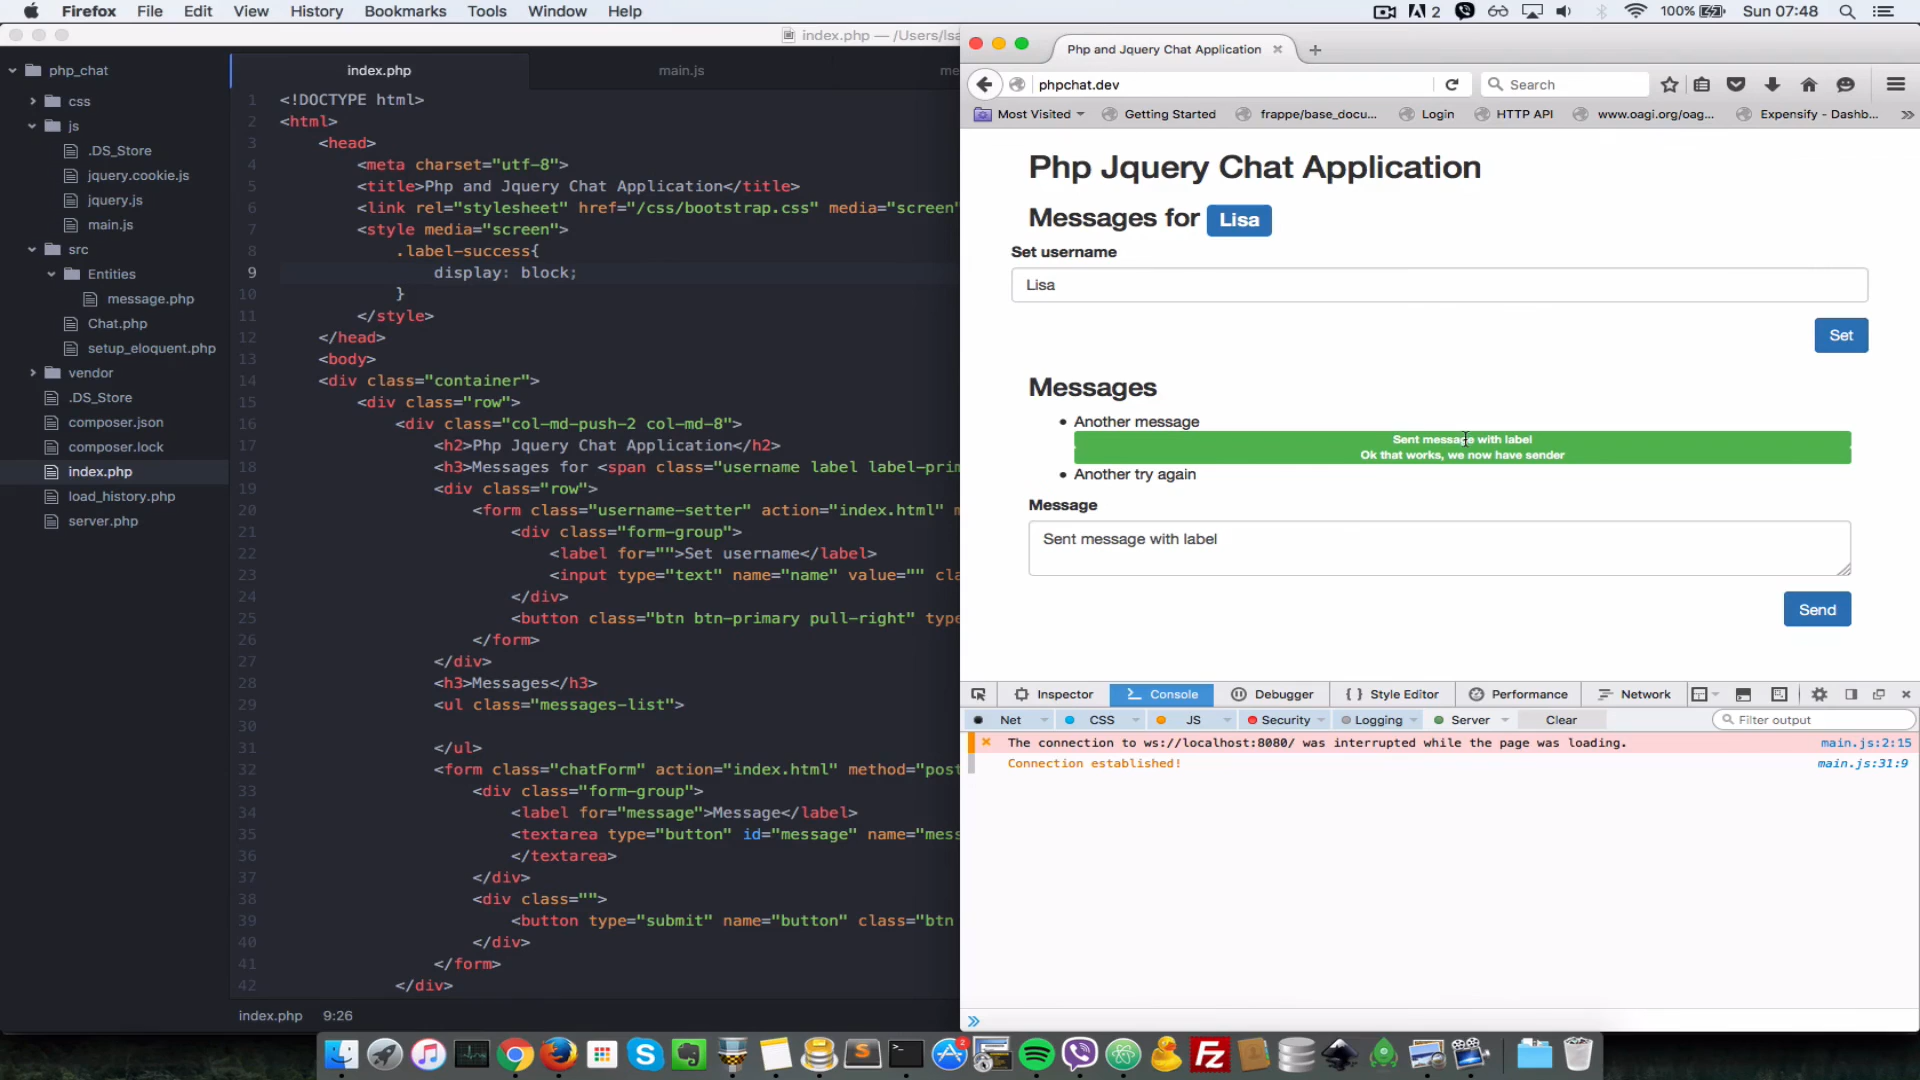 Firefox File Edit View History Bookmarks Tools Window Help
2 100% Sun 07:48
index.php — /Users/lsa
php_chat
css
js
.DS_Store
jquery.cookie.js
jquery.js
main.js
src
Entities
message.php
Chat.php
setup_eloquent.php
vendor
.DS_Store
composer.json
composer.lock
index.php
load_history.php
server.php
index.php main.js me
1 <!DOCTYPE html>
2 <html>
3 <head>
4 <meta charset="utf-8">
5 <title>Php and Jquery Chat Application</title>
6 <link rel="stylesheet" href="/css/bootstrap.css" media="screen"
7 <style media="screen">
8 .label-success{
9 display: block;
10 }
11 </style>
12 </head>
13 <body>
14 <div class="container">
15 <div class="row">
16 <div class="col-md-push-2 col-md-8">
17 <h2>Php Jquery Chat Application</h2>
18 <h3>Messages for <span class="username label label-prim
19 <div class="row">
20 <form class="username-setter" action="index.html" m
21 <div class="form-group">
22 <label for="">Set username</label>
23 <input type="text" name="name" value="" cla
24 </div>
25 <button class="btn btn-primary pull-right" type
26 </form>
27 </div>
28 <h3>Messages</h3>
29 <ul class="messages-list">
30
31 </ul>
32 <form class="chatForm" action="index.html" method="post
33 <div class="form-group">
34 <label for="message">Message</label>
35 <textarea type="button" id="message" name="mess
36 </textarea>
37 </div>
38 <div class="">
39 <button type="submit" name="button" class="btn
40 </div>
41 </form>
42 </div>
index.php 9:26
Php and Jquery Chat Application
phpchat.dev
Search
Most Visited Getting Started frappe/base_docu... Login HTTP API www.oagi.org/oag... Expensify - Dashb...
Php Jquery Chat Application
Messages for Lisa
Set username
Lisa
Set
Messages
Another message
Sent message with label
Ok that works, we now have sender
Another try again
Message
Sent message with label
Send
Inspector Console Debugger Style Editor Performance Network
Net CSS JS Security Logging Server Clear Filter output
The connection to ws://localhost:8080/ was interrupted while the page was loading. main.js:2:15
Connection established! main.js:31:9